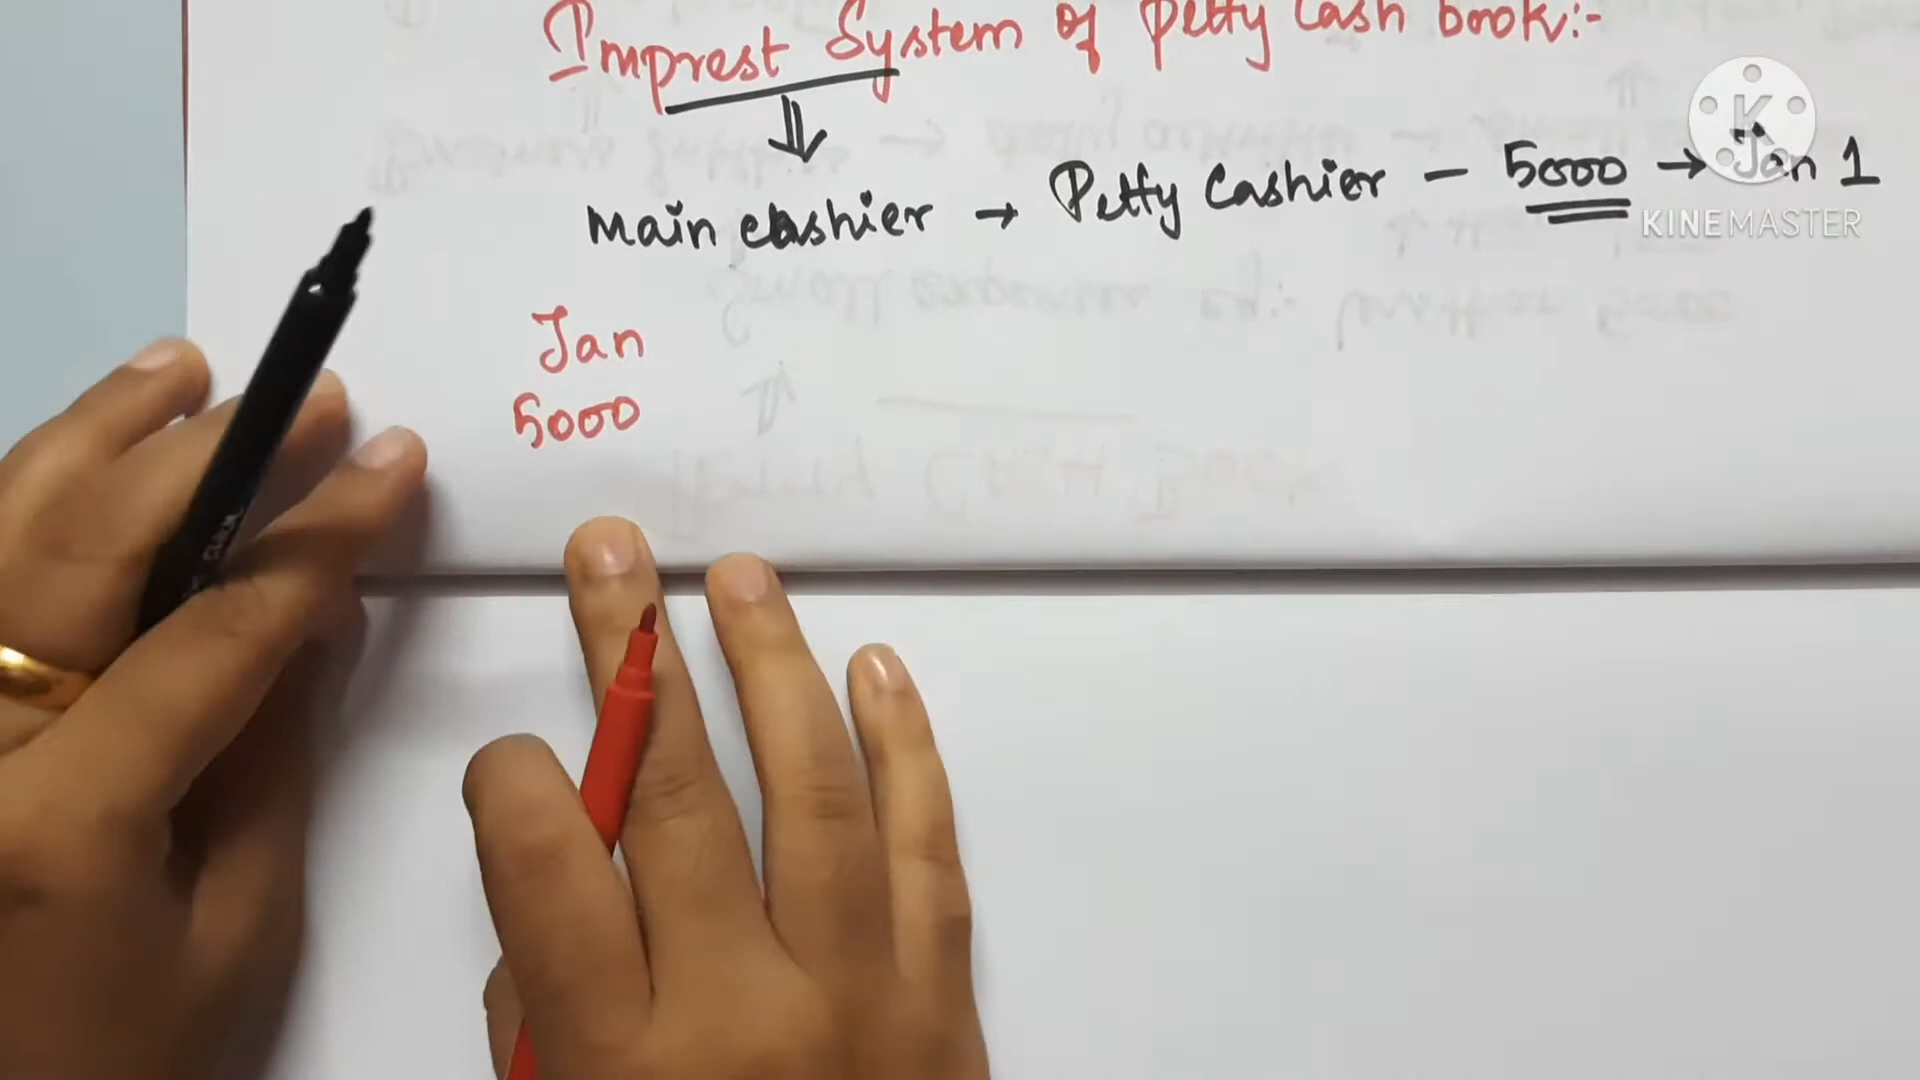 Imprest System of Petty Cash book:-
Main cashier → Petty Cashier - 5000 → Jan 1
KINEMASTER
Jan
5000